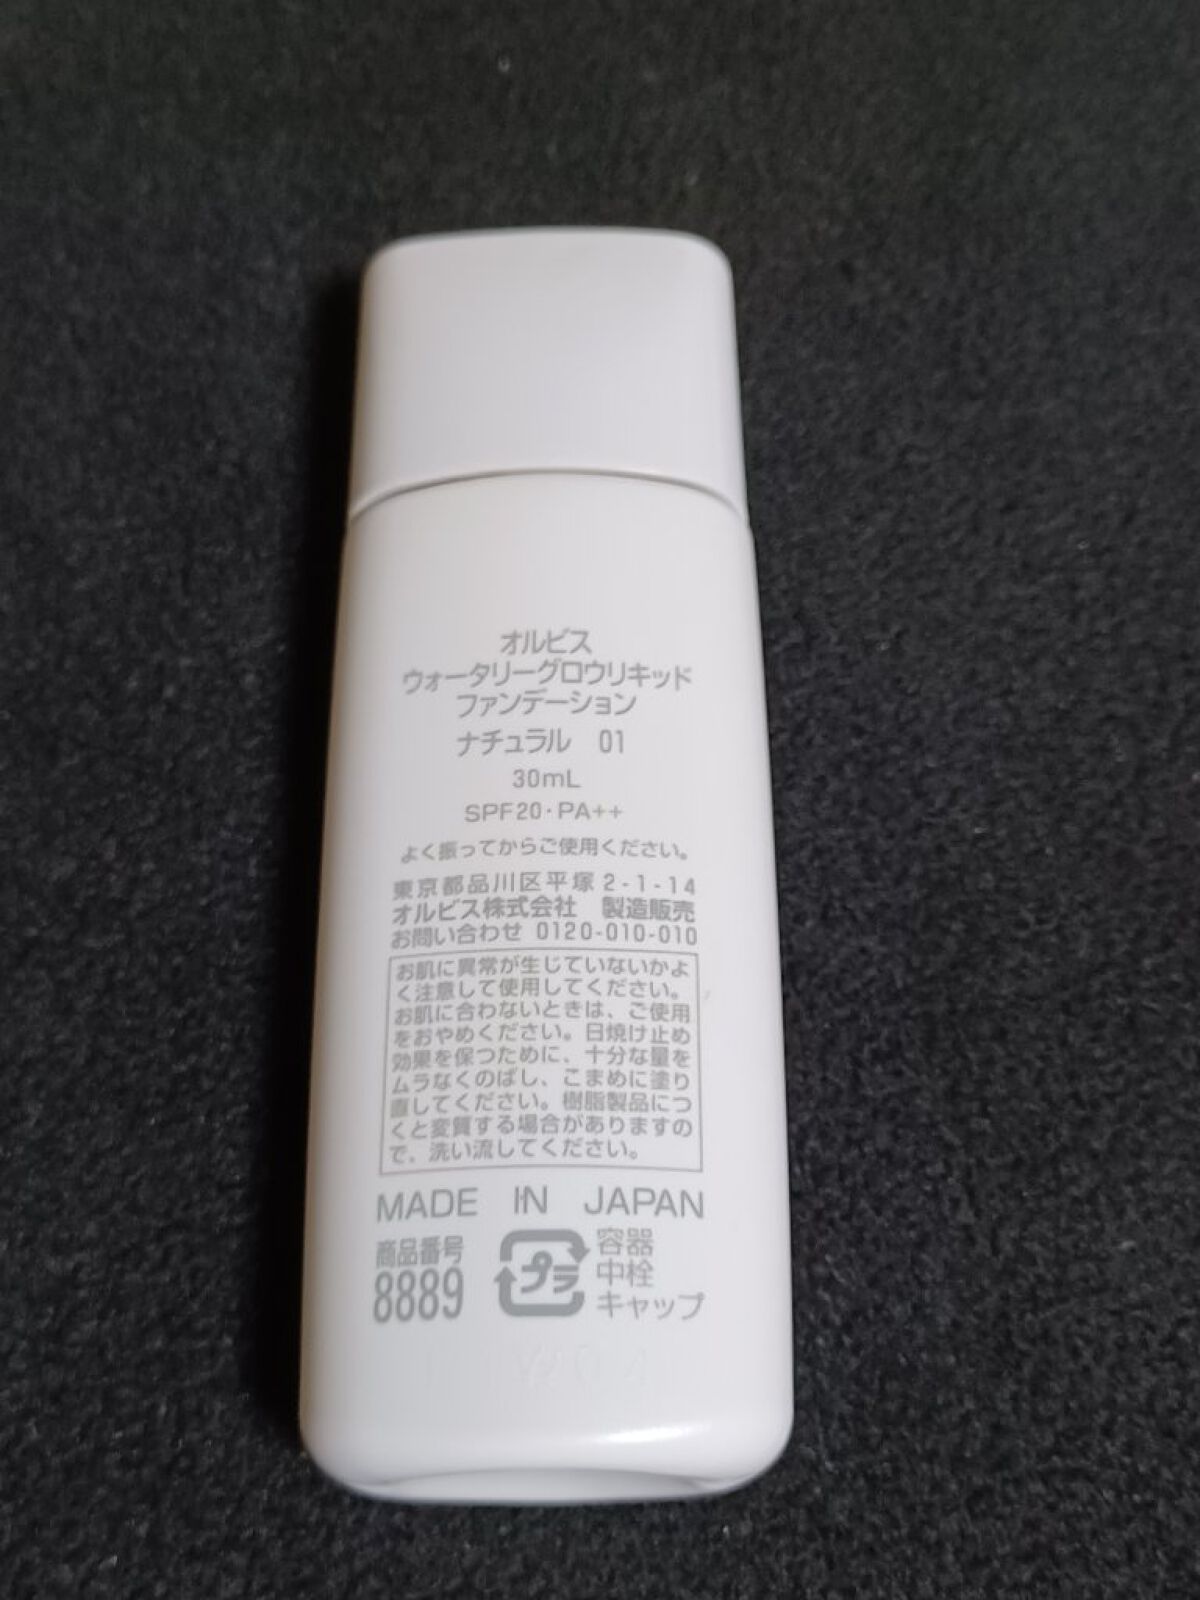 オルビス
ウォータリーグロウリキッド
ファンデーション
ナチュラル 01
30mL
SPF20・PA++
よく振ってからご使用ください。
東京都品川区平塚2-1-14
オルビス株式会社 製造販売
お問い合わせ 0120-010-010
お肌に異常が生じていないかよ
く注意して使用してください。
お肌に合わないときは、ご使用
をおやめください。日焼け止め
効果を保つために、十分な量を
ムラなくのばし、こまめに塗り
直してください。樹脂製品につ
くと変質する場合がありますの
で、洗い流してください。
MADE IN JAPAN
商品番号
8889
プラ
容器
中栓
キャップ